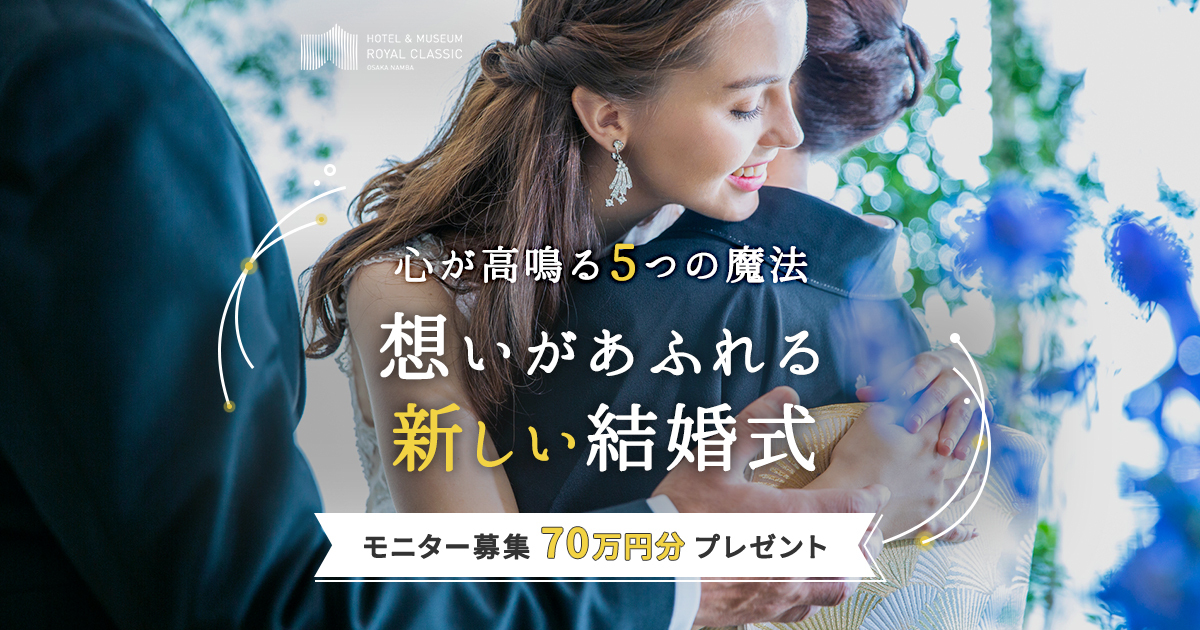 HOTEL & MUSEUM
ROYAL CLASSIC
OSAKA NAMBA
心が高鳴る5つの魔法
想いがあふれる
新しい結婚式
モニター募集 70万円分 プレゼント